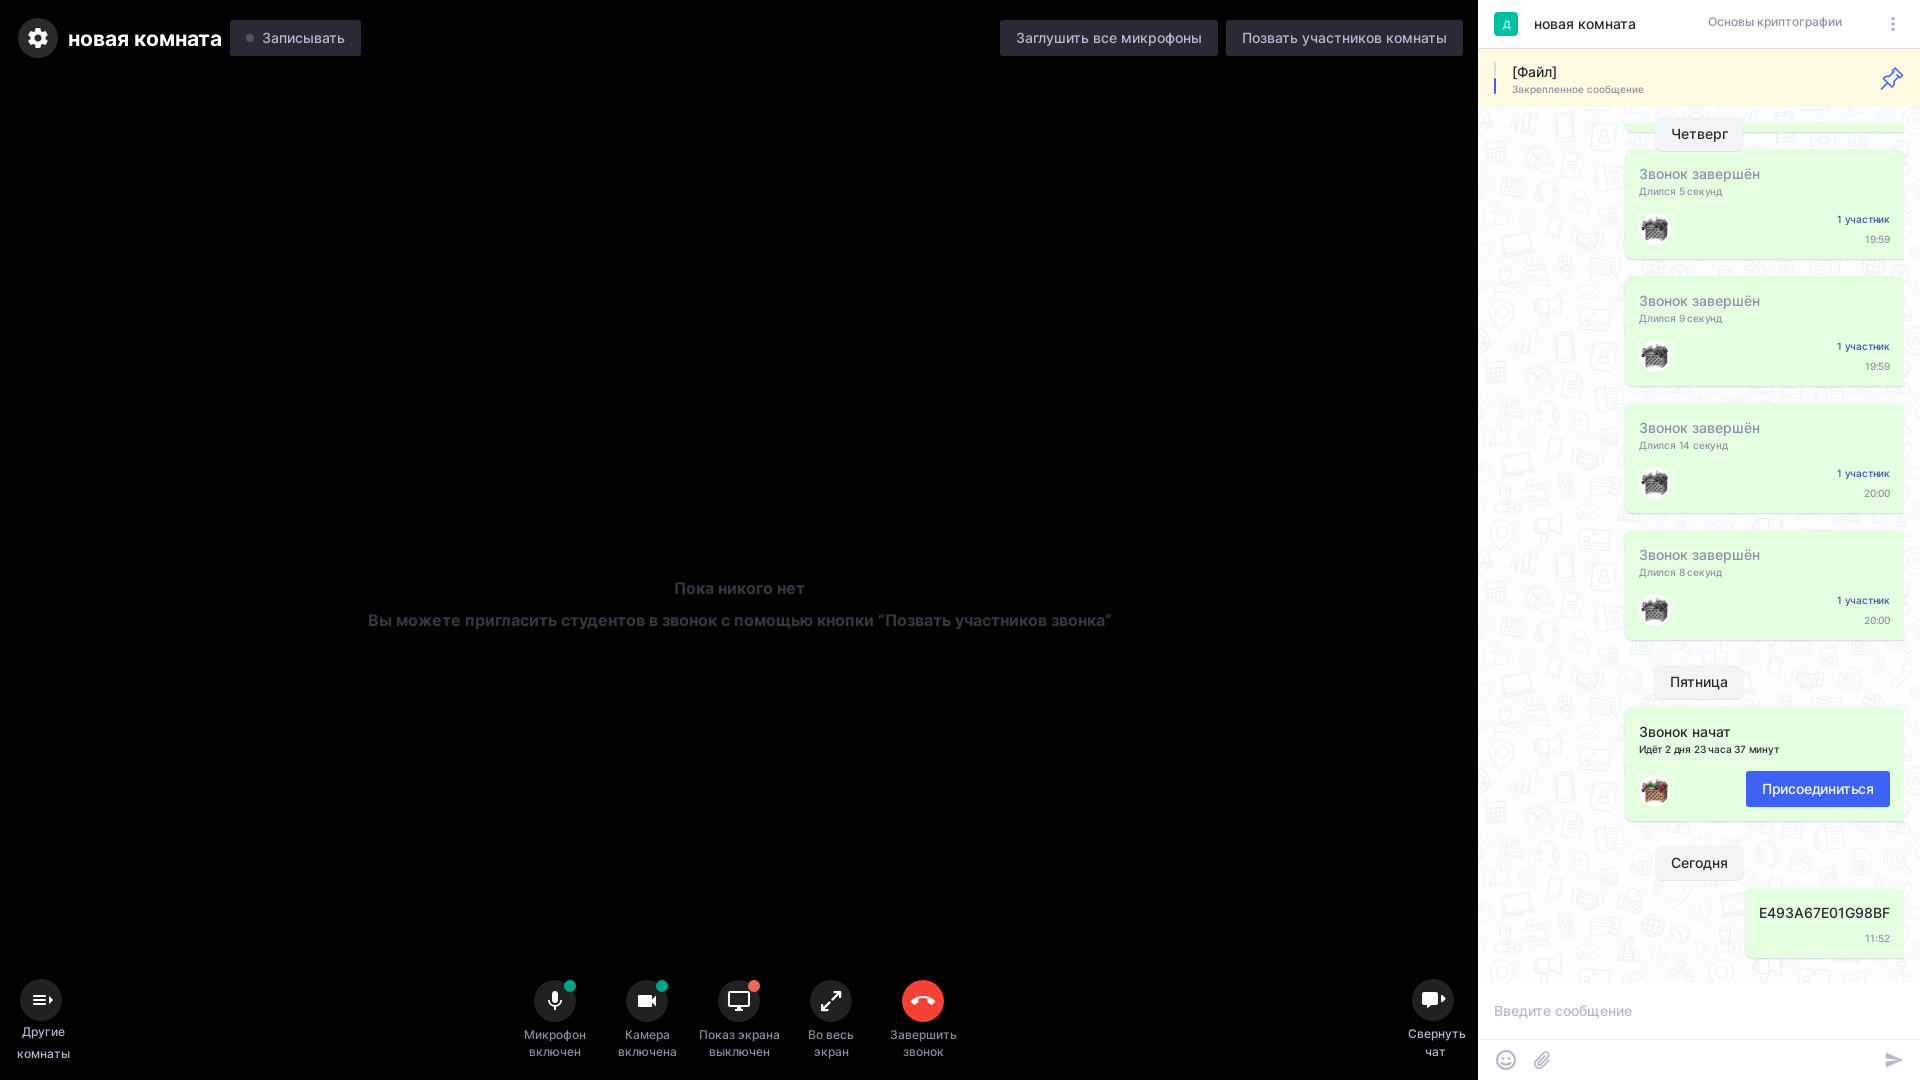 новая комната
Записывать
Заглушить все микрофоны
Позвать участников комнаты
Д
новая комната
Основы криптографии
[Файл]
Закрепленное сообщение
Четверг
Звонок завершён
Длился 5 секунд
1 участник
19:59
Звонок завершён
Длился 9 секунд
1 участник
19:59
Звонок завершён
Длился 14 секунд
1 участник
20:00
Звонок завершён
Длился 8 секунд
1 участник
20:00
Пятница
Звонок начат
Идёт 2 дня 23 часа 37 минут
Присоединиться
Сегодня
E493A67E01G98BF
11:52
Введите сообщение
Пока никого нет
Вы можете пригласить студентов в звонок с помощью кнопки “Позвать участников звонка”
Другие
комнаты
Микрофон
включен
Камера
включена
Показ экрана
выключен
Во весь
экран
Завершить
звонок
Свернуть
чат